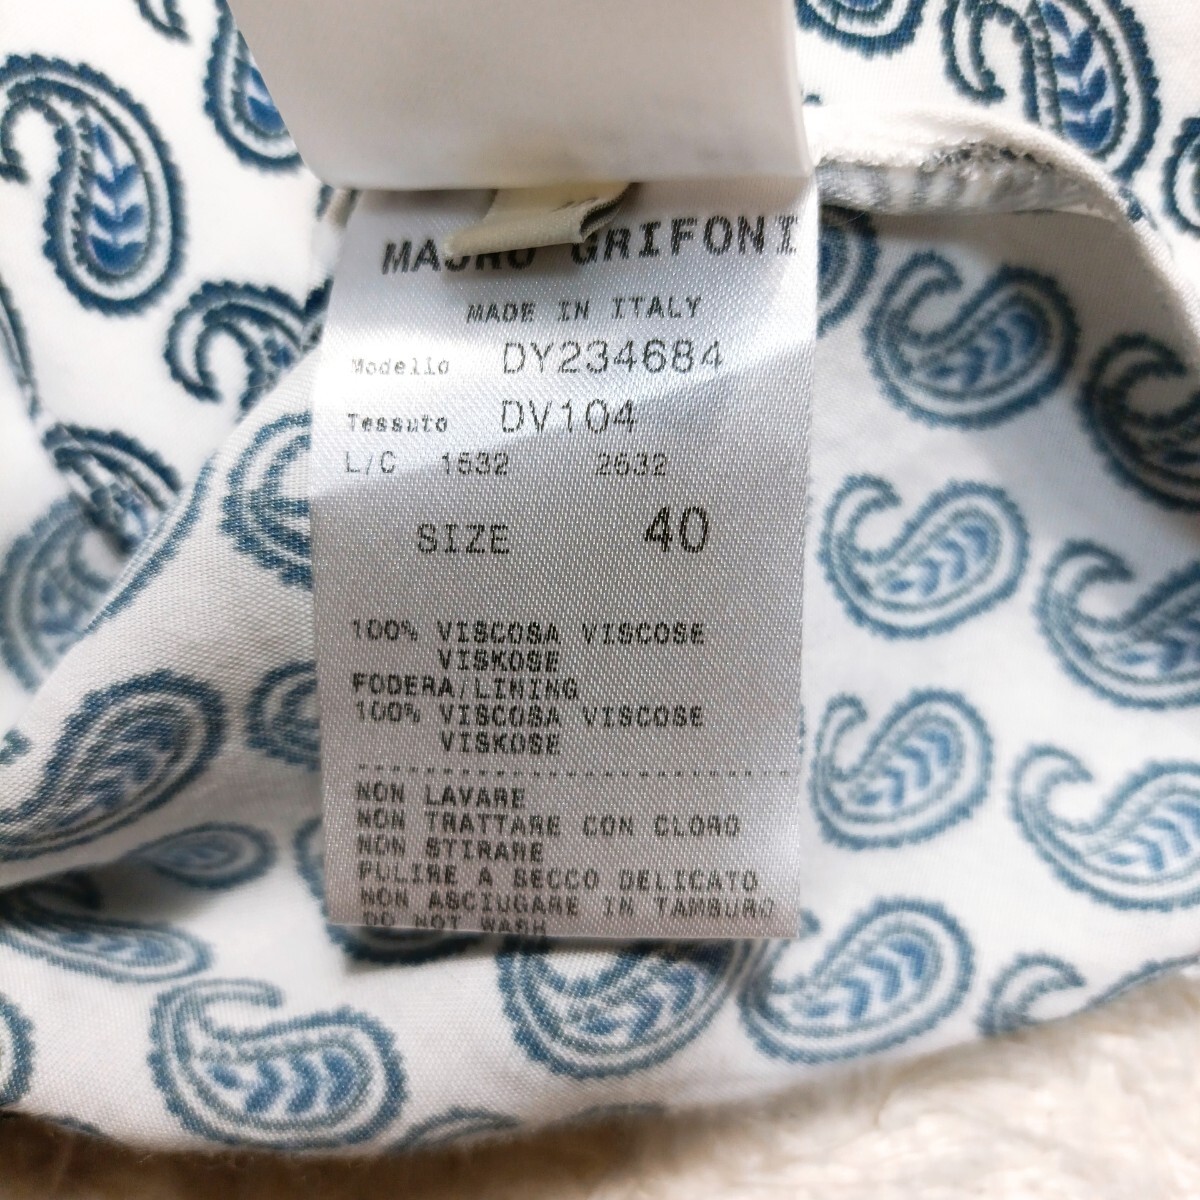 MAURO GRIFONI
MADE IN ITALY
Modello DY234684
Tessuto DV104
L/C 1532 2532
SIZE 40
100% VISCOSA VISCOSE
VISKOSE
FODERA/LINING
100% VISCOSA VISCOSE
VISKOSE
NON LAVARE
NON TRATTARE CON CLORO
NON STIRARE
PULIRE A SECCO DELICATO
NON ASCIUGARE IN TAMBURO
DO NOT WASH